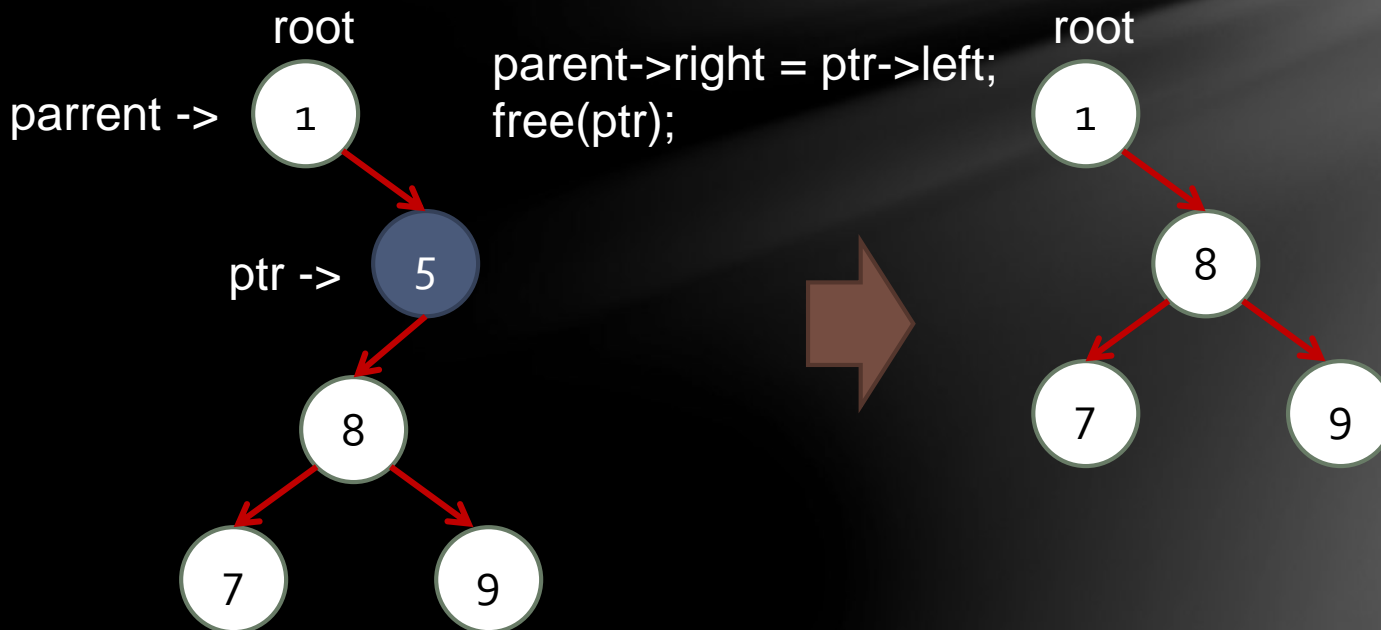 root
parrent ->
1
ptr ->
5
8
7
9
parent->right = ptr->left;
free(ptr);
root
1
8
7
9